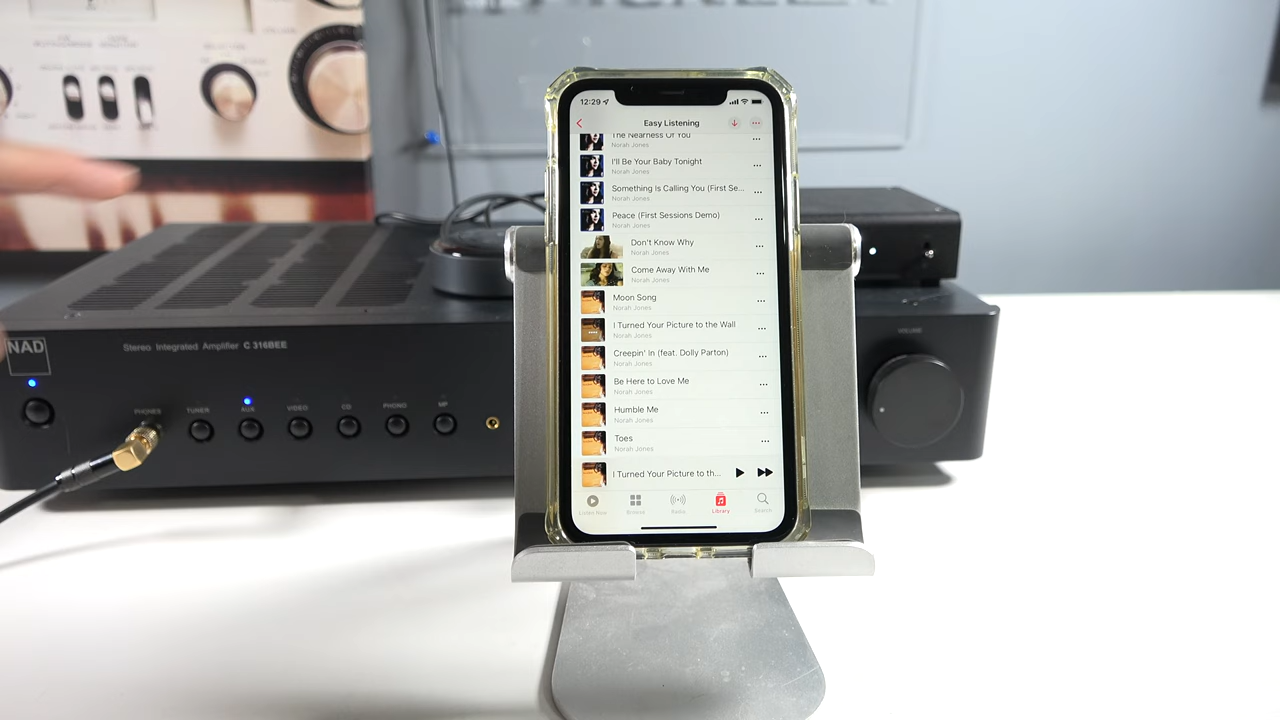 12:29
Easy Listening
The Nearness Of You
Norah Jones
I'll Be Your Baby Tonight
Norah Jones
Something Is Calling You (First Se...
Norah Jones
Peace (First Sessions Demo)
Norah Jones
Don't Know Why
Norah Jones
Come Away With Me
Norah Jones
Moon Song
Norah Jones
I Turned Your Picture to the Wall
Norah Jones
Creepin' In (feat. Dolly Parton)
Norah Jones
Be Here to Love Me
Norah Jones
Humble Me
Norah Jones
Toes
Norah Jones
I Turned Your Picture to th...
Listen Now
Browse
Radio
Library
Search
NAD
Stereo Integrated Amplifier C 316BEE
PHONES
TUNER
AUX
VIDEO
CD
PHONO
MP
VOLUME